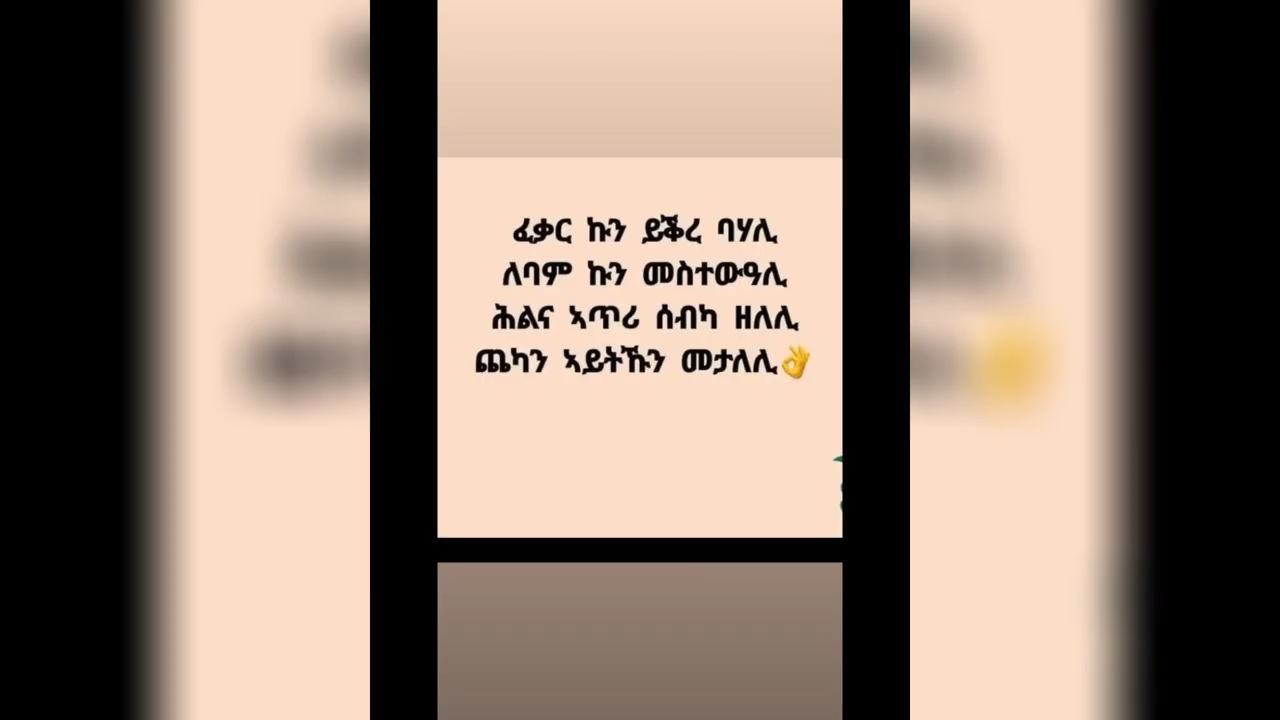 ፈቃር ኩን ይቕረ ባሃሊ
ለባም ኩን መስተውዓሊ
ሕልና ኣጥሪ ሰብካ ዘለሊ
ጨካን ኣይትኹን መታለሊ👌